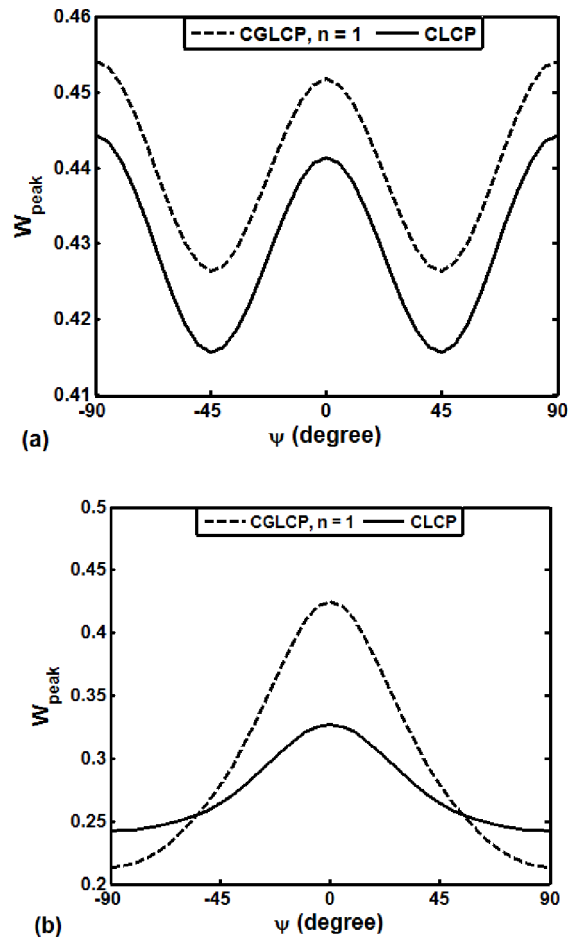 0.46
CGLCP, n = 1 CLCP
0.45
0.44
W_peak
0.43
0.42
0.41
-90 -45 0 45 90
(a) ψ (degree)
0.5
CGLCP, n = 1 CLCP
0.45
0.4
0.35
W_peak
0.3
0.25
0.2
-90 -45 0 45 90
(b) ψ (degree)